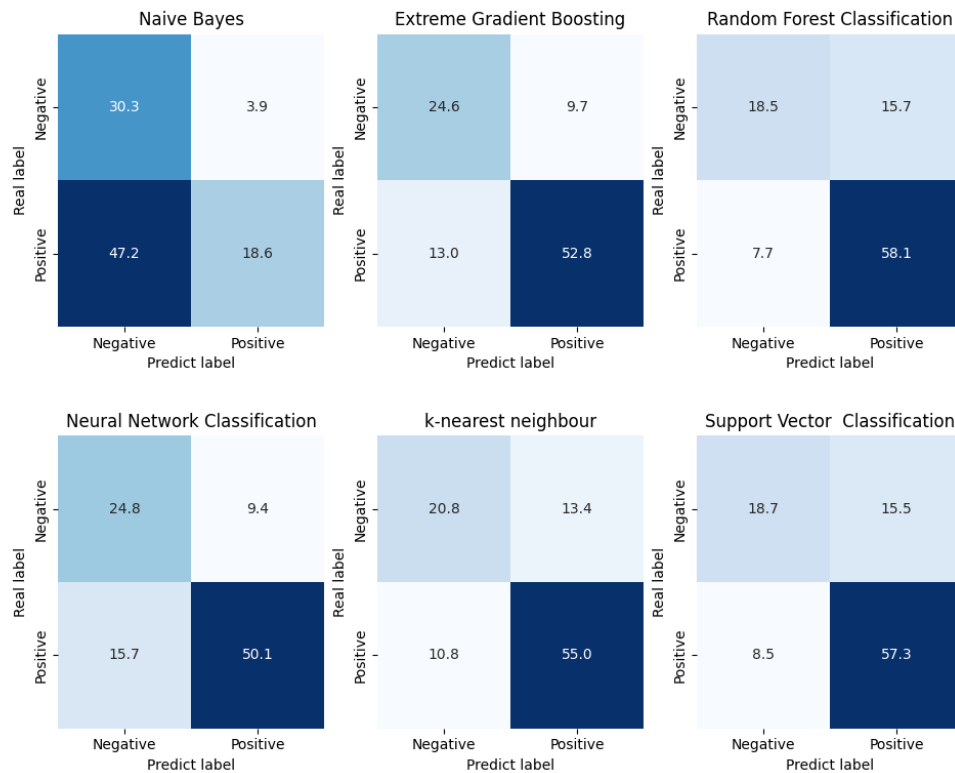 Naive Bayes
Real label
Negative
30.3 3.9
Positive
47.2 18.6
Negative Positive
Predict label
Extreme Gradient Boosting
Real label
Negative
24.6 9.7
Positive
13.0 52.8
Negative Positive
Predict label
Random Forest Classification
Real label
Negative
18.5 15.7
Positive
7.7 58.1
Negative Positive
Predict label
Neural Network Classification
Real label
Negative
24.8 9.4
Positive
15.7 50.1
Negative Positive
Predict label
k-nearest neighbour
Real label
Negative
20.8 13.4
Positive
10.8 55.0
Negative Positive
Predict label
Support Vector  Classification
Real label
Negative
18.7 15.5
Positive
8.5 57.3
Negative Positive
Predict label